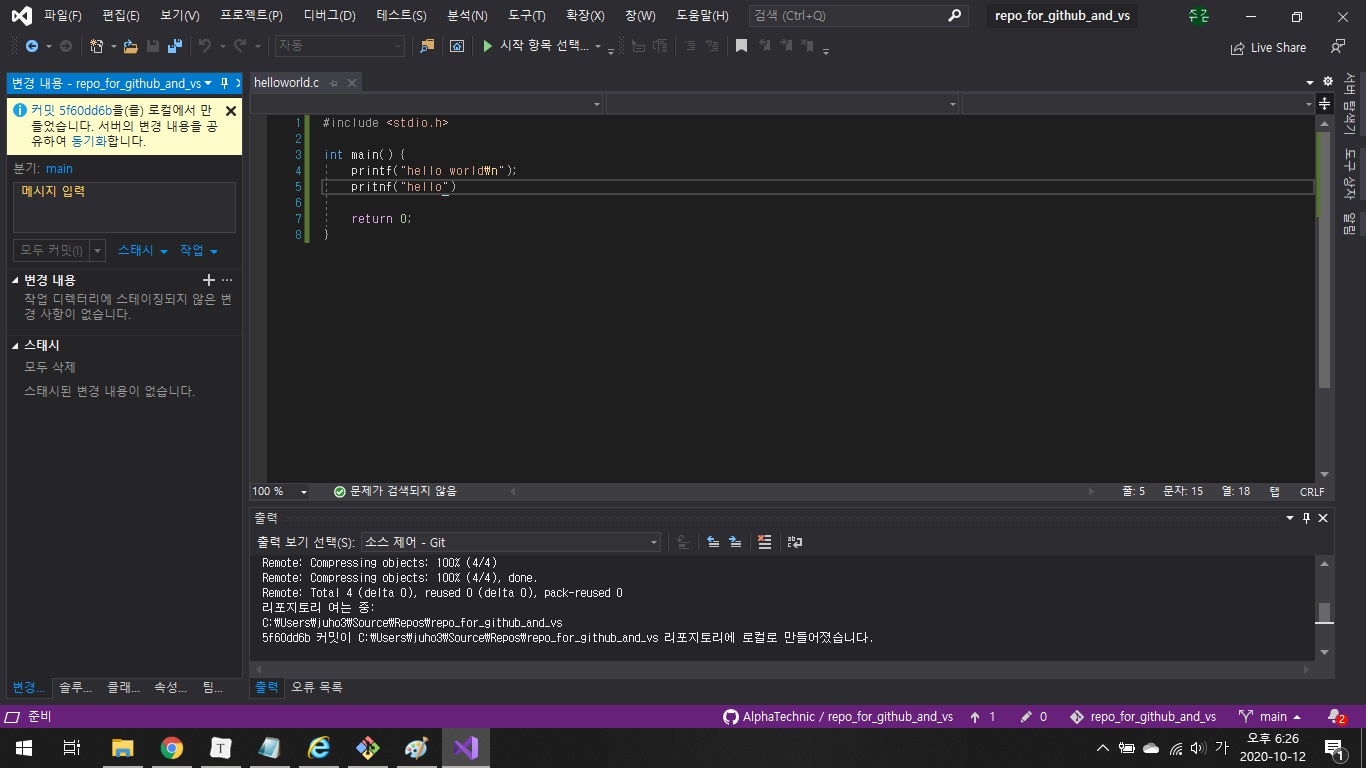 파일(F) 편집(E) 보기(V) 프로젝트(P) 디버그(D) 테스트(S) 분석(N) 도구(T) 확장(X) 창(W) 도움말(H) 검색 (Ctrl+Q) repo_for_github_and_vs 주곤
자동 시작 항목 선택... Live Share
변경 내용 - repo_for_github_and_vs
커밋 5f60dd6b을(를) 로컬에서 만
들었습니다. 서버의 변경 내용을 공
유하여 동기화합니다.
분기: main
메시지 입력
모두 커밋(I) 스태시 작업
변경 내용
작업 디렉터리에 스테이징되지 않은 변
경 사항이 없습니다.
스태시
모두 삭제
스태시된 변경 내용이 없습니다.
변경... 솔루... 클래... 속성... 팀...
helloworld.c
1 #include <stdio.h>
2
3 int main() {
4 printf("hello world₩n");
5 pritnf("hello")
6
7 return 0;
8 }
100 % 문제가 검색되지 않음 줄: 5 문자: 15 열: 18 탭 CRLF
출력
출력 보기 선택(S): 소스 제어 - Git
Remote: Compressing objects: 100% (4/4)
Remote: Compressing objects: 100% (4/4), done.
Remote: Total 4 (delta 0), reused 0 (delta 0), pack-reused 0
리포지토리 여는 중:
C:₩Users₩juho3₩Source₩Repos₩repo_for_github_and_vs
5f60dd6b 커밋이 C:₩Users₩juho3₩Source₩Repos₩repo_for_github_and_vs 리포지토리에 로컬로 만들어졌습니다.
출력 오류 목록
서버 탐색기
도구 상자
알림
준비 AlphaTechnic / repo_for_github_and_vs 1 0 repo_for_github_and_vs main 2
T 가 오후 6:26
2020-10-12
1